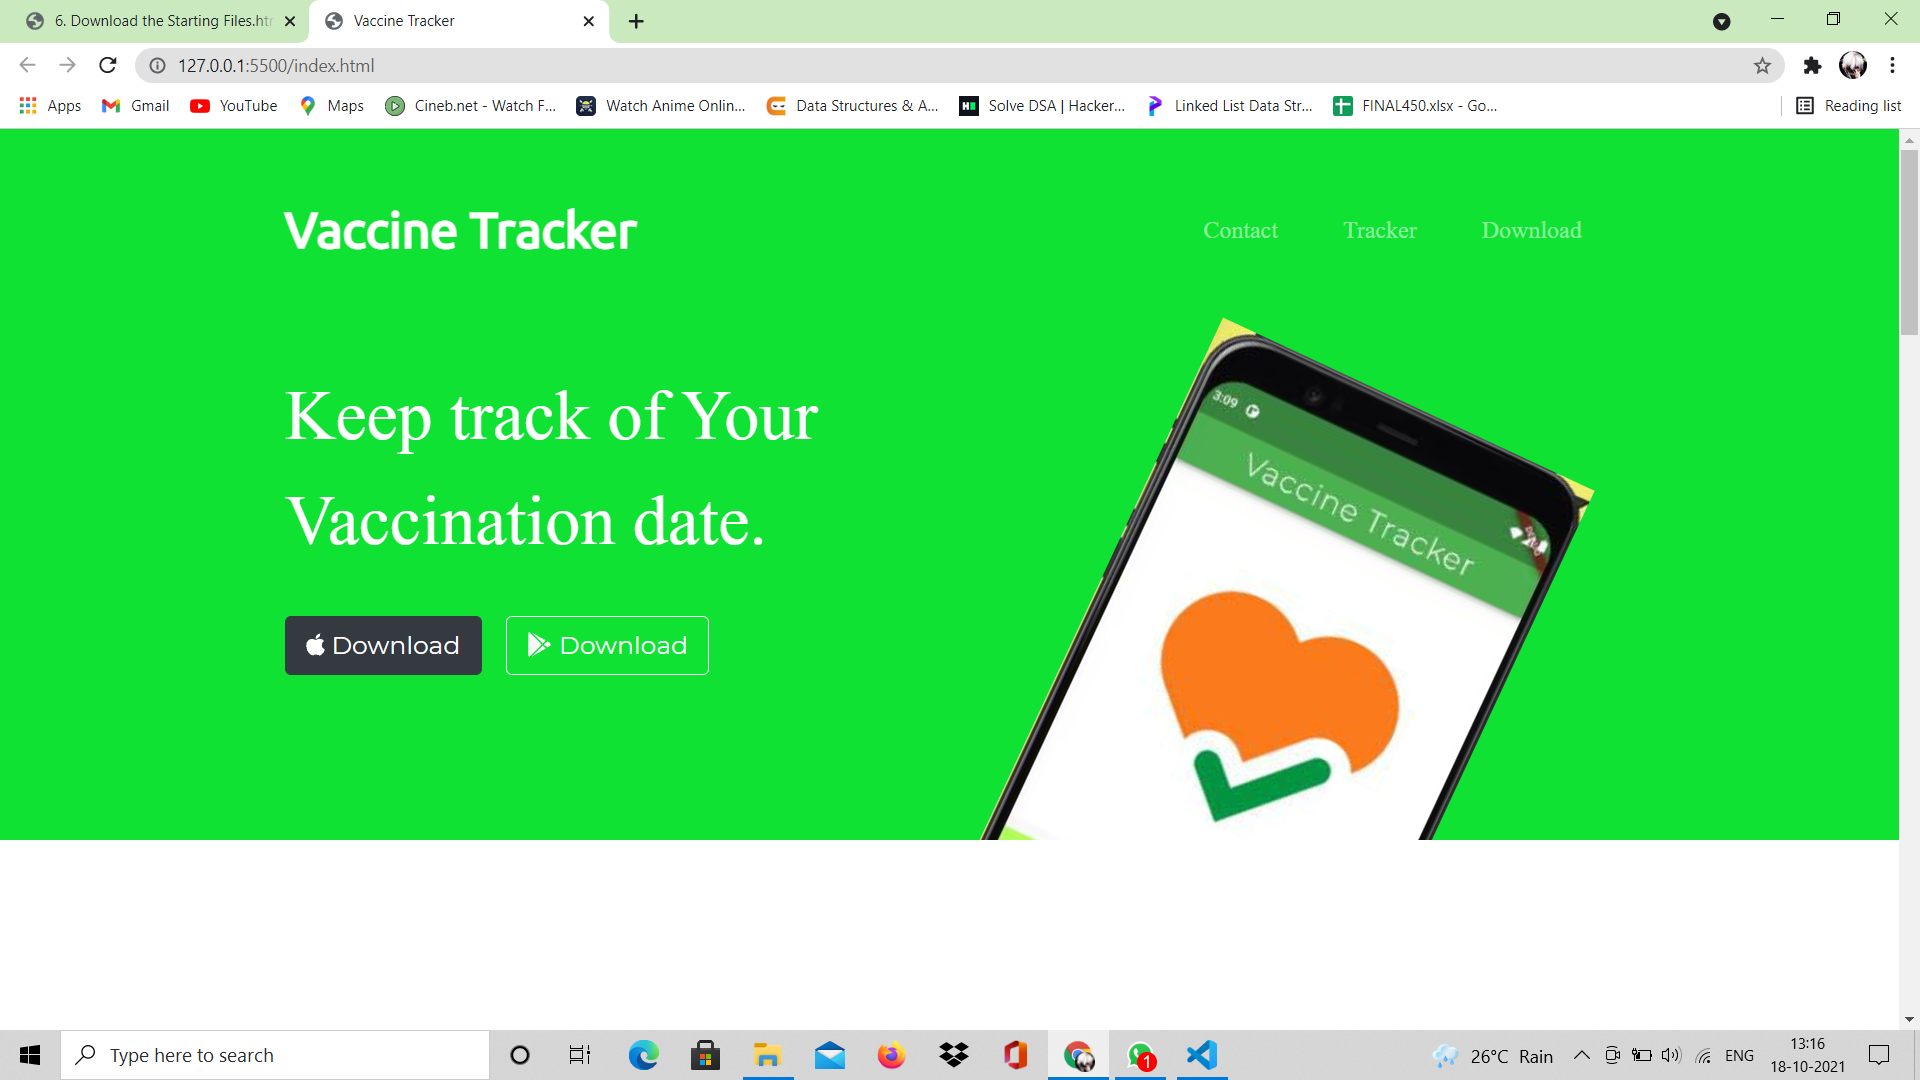 6. Download the Starting Files.htm
Vaccine Tracker
127.0.0.1:5500/index.html
Apps
Gmail
YouTube
Maps
Cineb.net - Watch F...
Watch Anime Onlin...
Data Structures & A...
Solve DSA | Hacker...
Linked List Data Str...
FINAL450.xlsx - Go...
Reading list
Vaccine Tracker
Contact
Tracker
Download
Keep track of Your
Vaccination date.
Download
Download
3:09
Vaccine Tracker
Type here to search
1
26°C Rain
ENG
13:16
18-10-2021